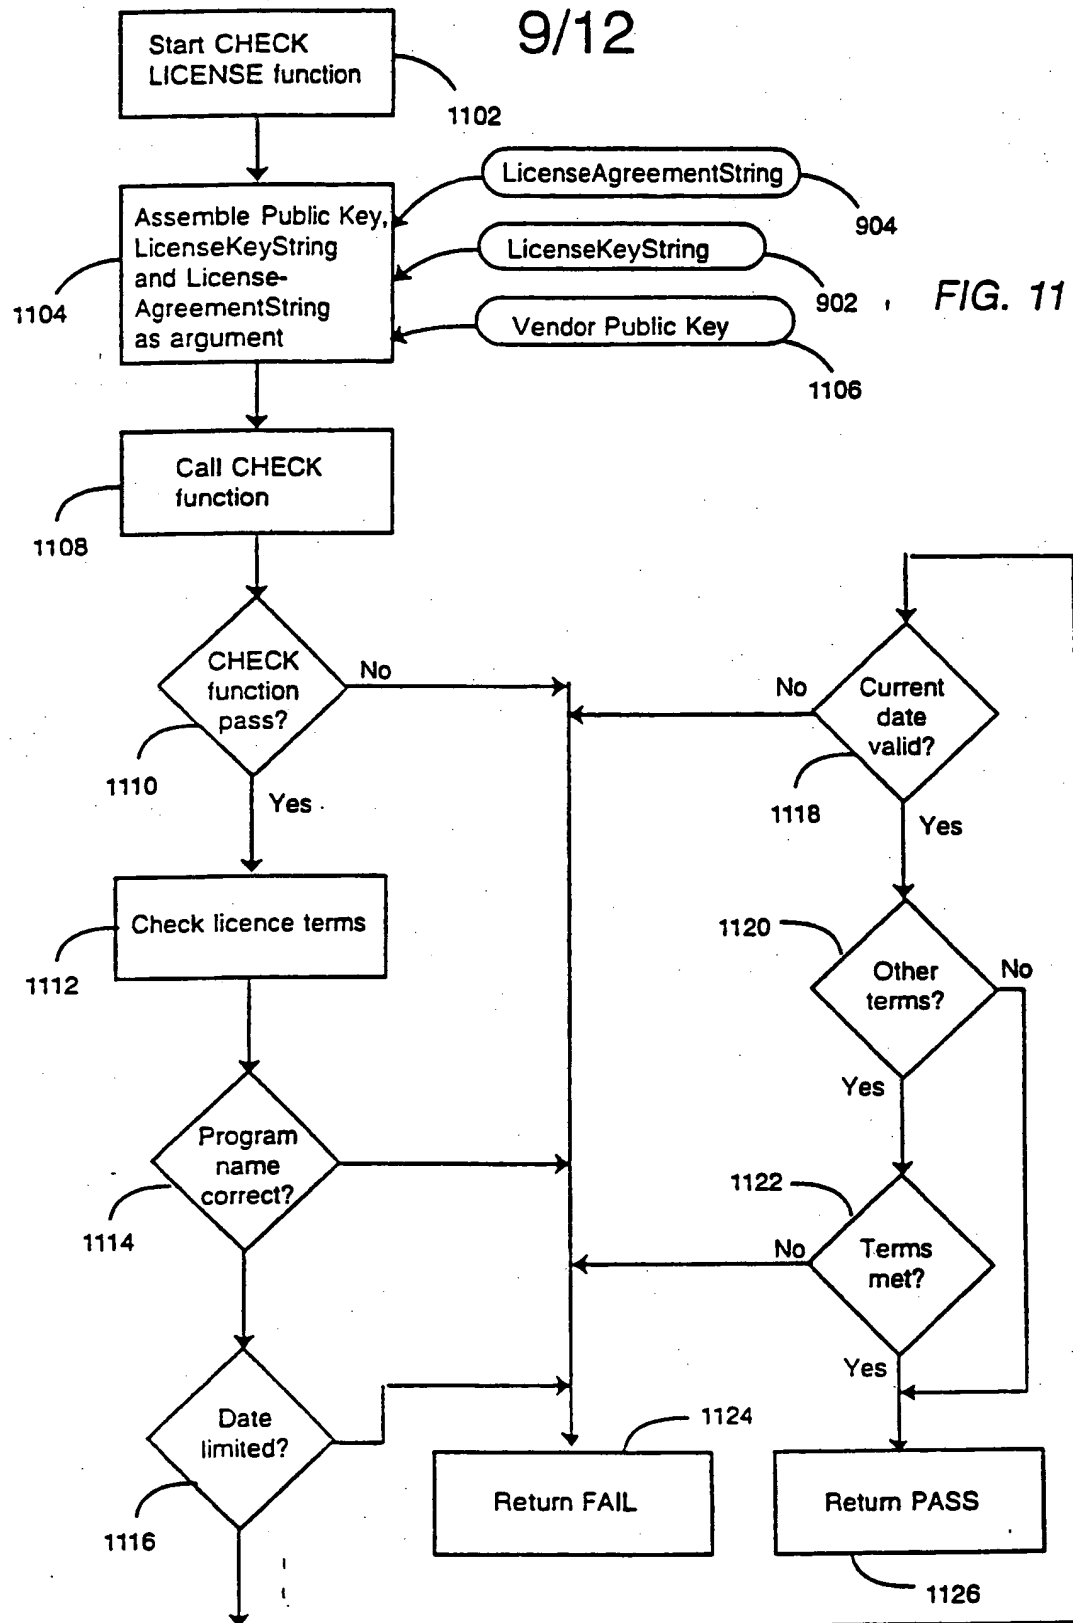 9/12
Start CHECK
LICENSE function
1102
LicenseAgreementString
904
Assemble Public Key,
LicenseKeyString
and License-
AgreementString
as argument
1104
LicenseKeyString
902
FIG. 11
Vendor Public Key
1106
Call CHECK
function
1108
CHECK
function
pass?
No
1110
Yes
Check licence terms
1112
Program
name
correct?
1114
Date
limited?
1116
Current
date
valid?
No
1118
Yes
Other
terms?
1120
No
Yes
Terms
met?
1122
No
Yes
Return FAIL
1124
Return PASS
1126